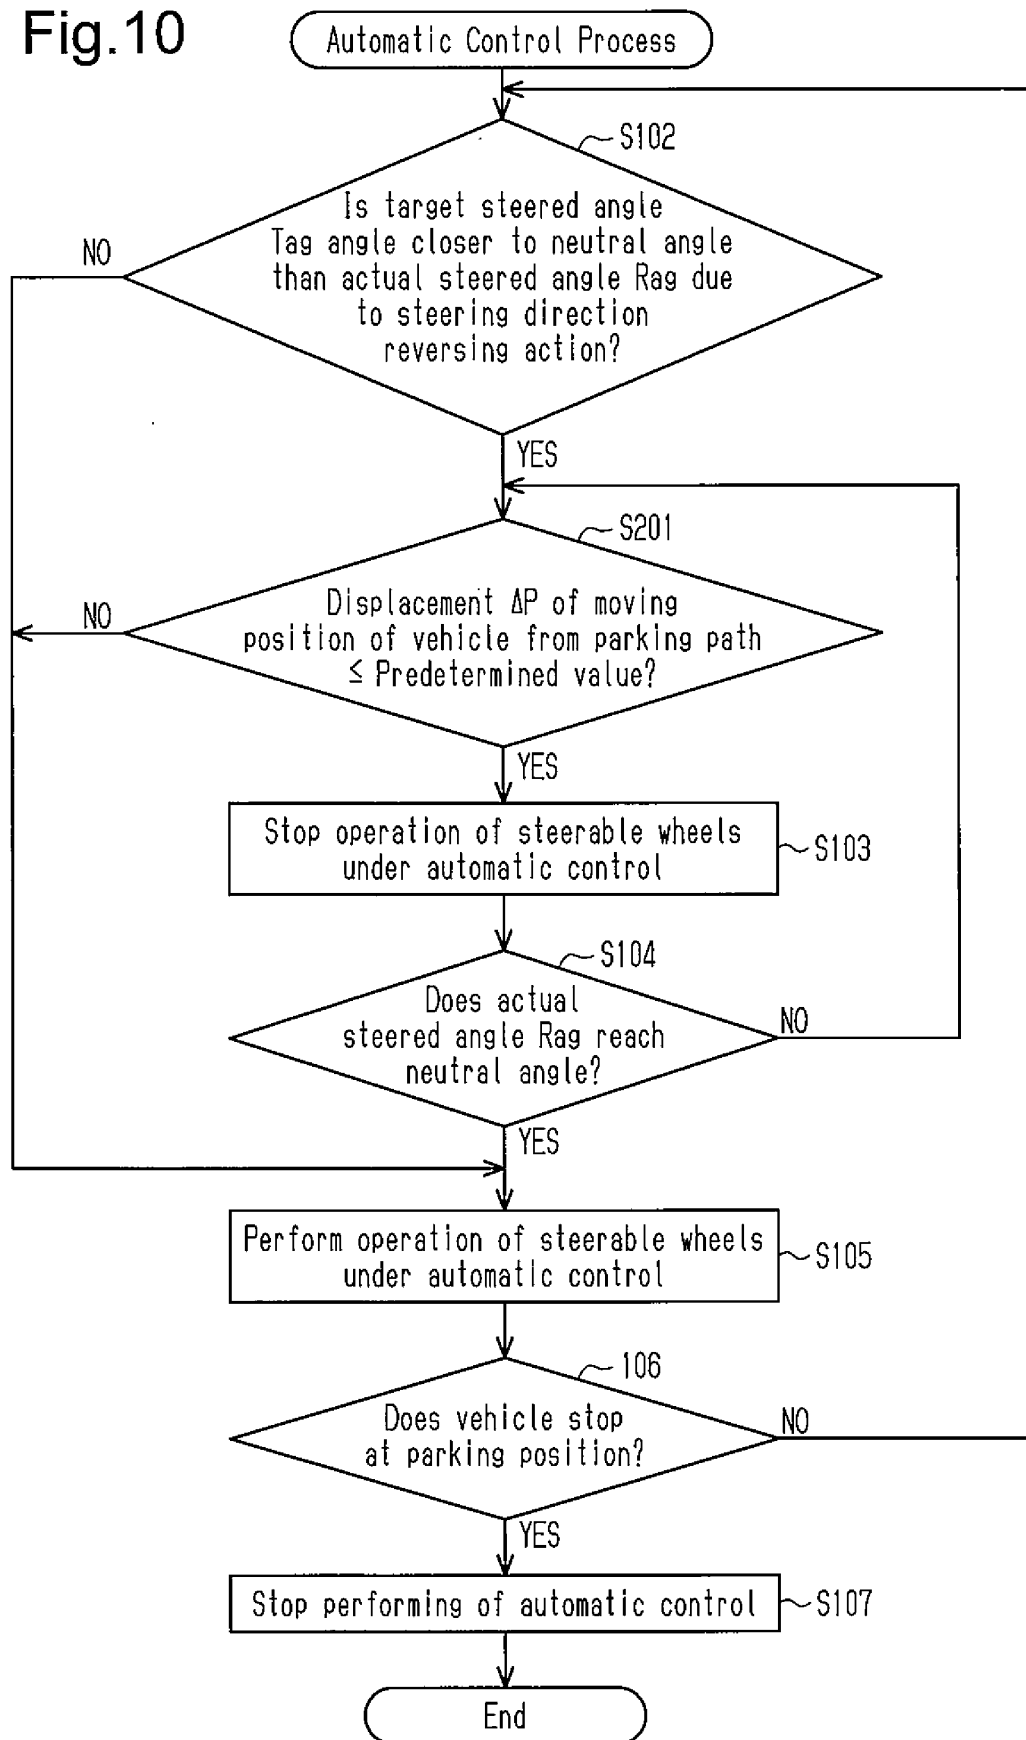 Fig.10
Automatic Control Process
S102
Is target steered angle
Tag angle closer to neutral angle
than actual steered angle Rag due
to steering direction
reversing action?
NO
YES
S201
Displacement ΔP of moving
position of vehicle from parking path
≤ Predetermined value?
NO
YES
Stop operation of steerable wheels
under automatic control
S103
S104
Does actual
steered angle Rag reach
neutral angle?
NO
YES
Perform operation of steerable wheels
under automatic control
S105
106
Does vehicle stop
at parking position?
NO
YES
Stop performing of automatic control
S107
End